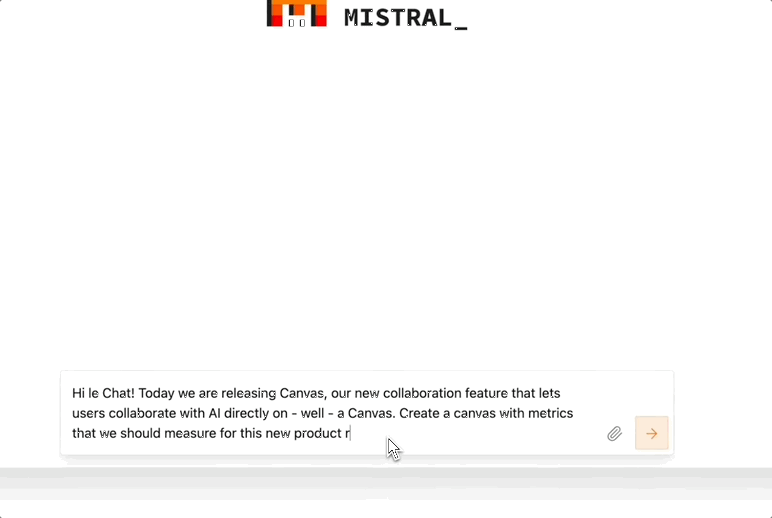 MISTRAL_
Hi le Chat! Today we are releasing Canvas, our new collaboration feature that lets
users collaborate with AI directly on - well - a Canvas. Create a canvas with metrics
that we should measure for this new product r